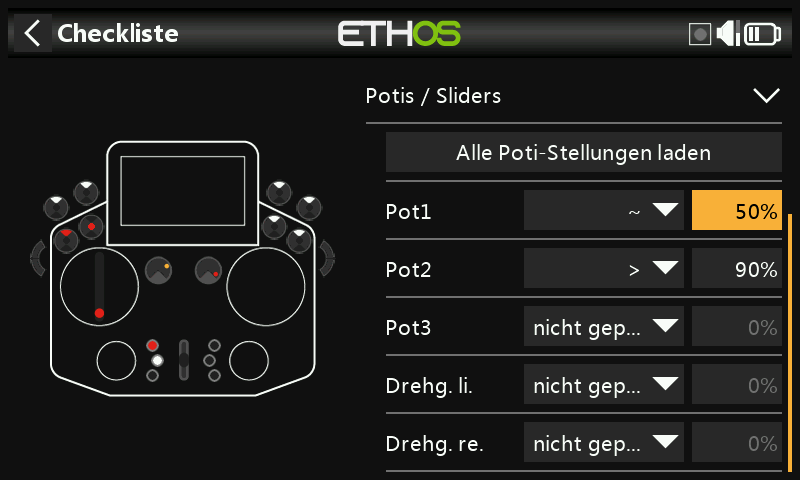 Checkliste
ETHOS
Potis / Sliders
Alle Poti-Stellungen laden
Pot1 ~ 50%
Pot2 > 90%
Pot3 nicht gep... 0%
Drehg. li. nicht gep... 0%
Drehg. re. nicht gep... 0%